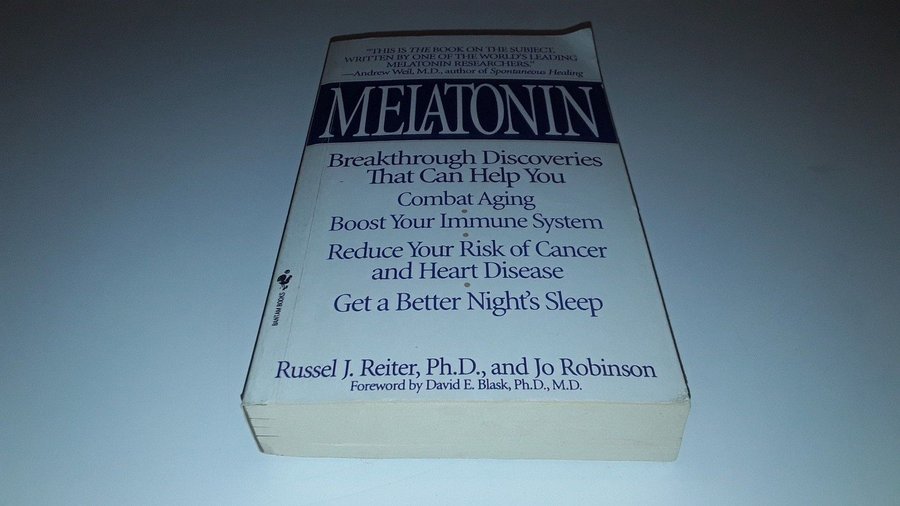 "THIS IS THE BOOK ON THE SUBJECT,
WRITTEN BY ONE OF THE WORLD'S LEADING
MELATONIN RESEARCHERS."
—Andrew Weil, M.D., author of Spontaneous Healing
MELATONIN
Breakthrough Discoveries
That Can Help You
Combat Aging
•
Boost Your Immune System
•
Reduce Your Risk of Cancer
and Heart Disease
•
Get a Better Night's Sleep
BANTAM BOOKS
Russel J. Reiter, Ph.D., and Jo Robinson
Foreword by David E. Blask, Ph.D., M.D.